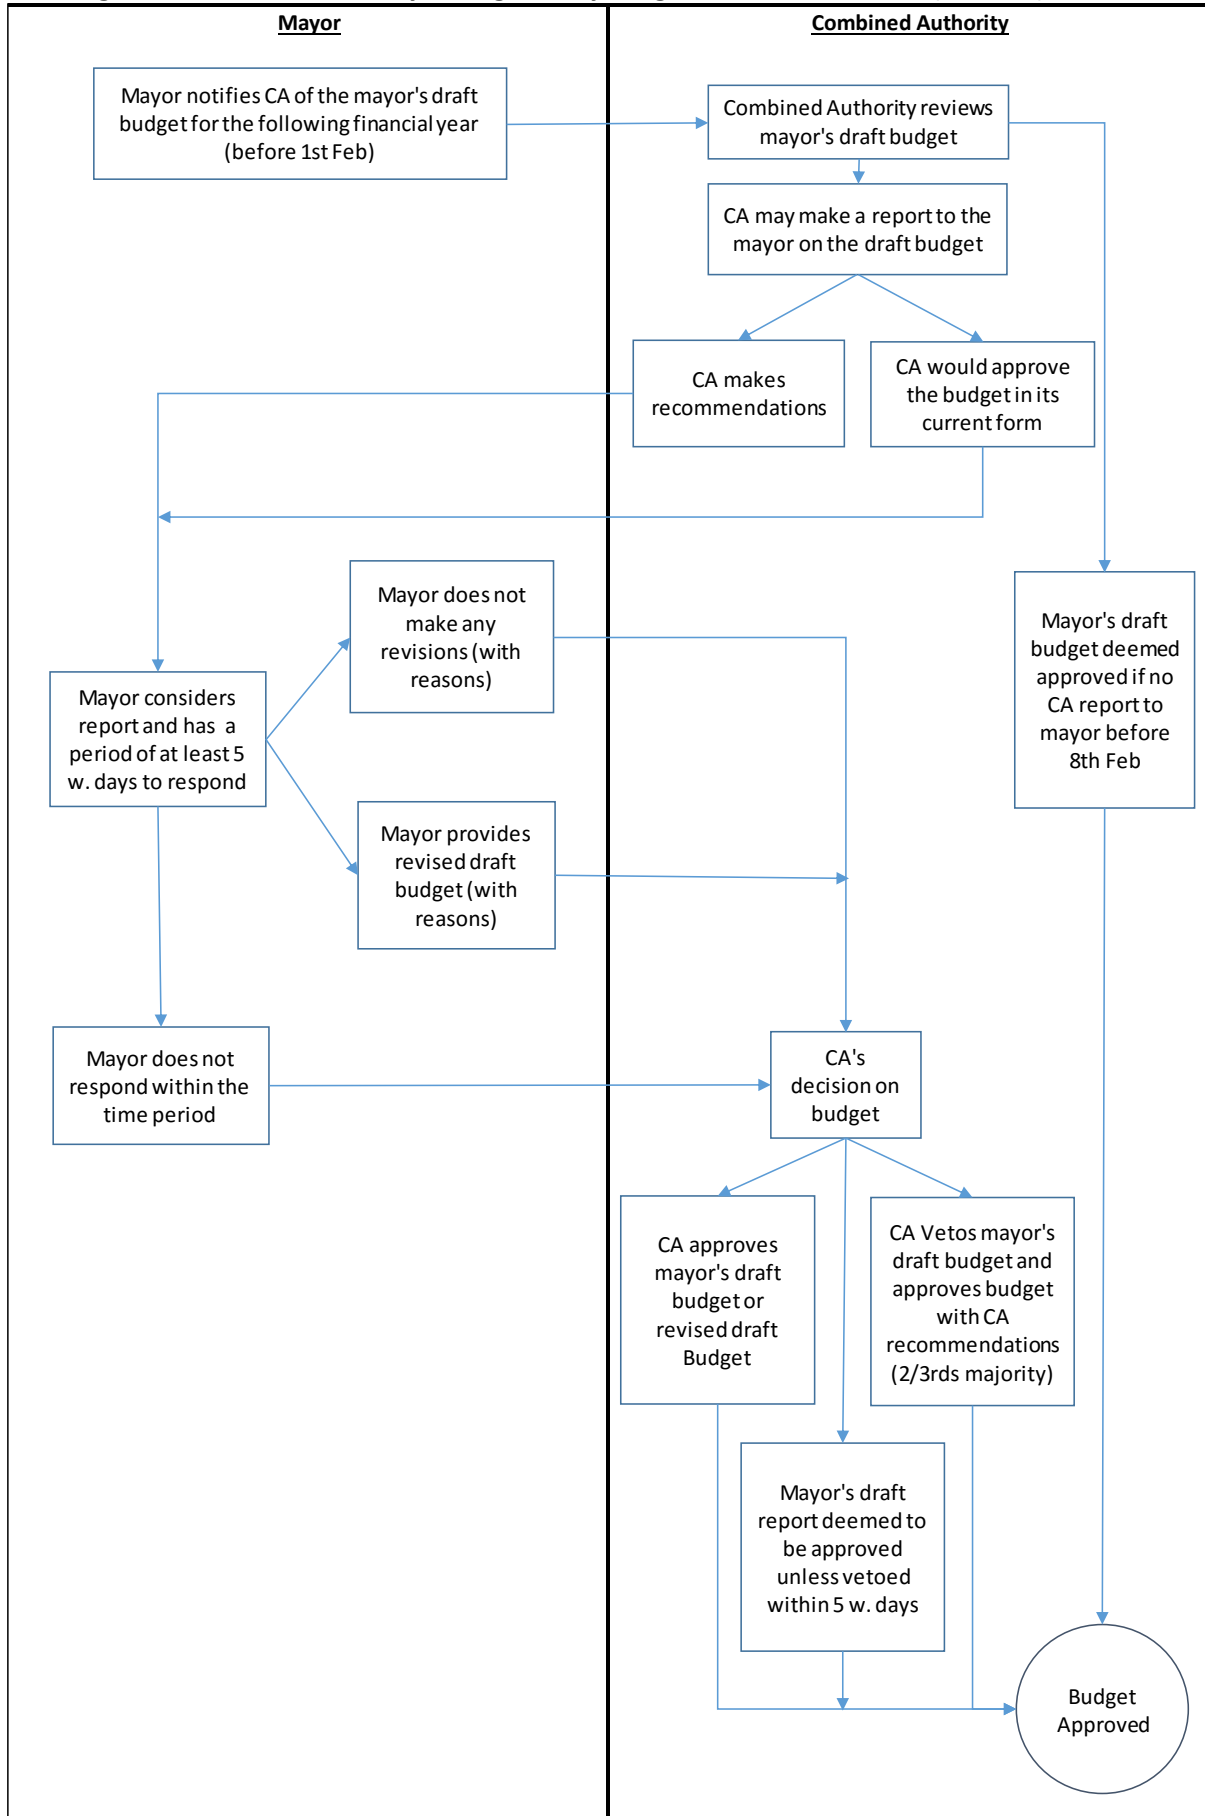 Mayor
Combined Authority
Mayor notifies CA of the mayor's draft
budget for the following financial year
(before 1st Feb)
Combined Authority reviews
mayor's draft budget
CA may make a report to the
mayor on the draft budget
CA makes
recommendations
CA would approve
the budget in its
current form
Mayor does not
make any
revisions (with
reasons)
Mayor's draft
budget deemed
approved if no
CA report to
mayor before
8th Feb
Mayor considers
report and has a
period of at least 5
w. days to respond
Mayor provides
revised draft
budget (with
reasons)
Mayor does not
respond within the
time period
CA's
decision on
budget
CA approves
mayor's draft
budget or
revised draft
Budget
CA Vetos mayor's
draft budget and
approves budget
with CA
recommendations
(2/3rds majority)
Mayor's draft
report deemed to
be approved
unless vetoed
within 5 w. days
Budget
Approved